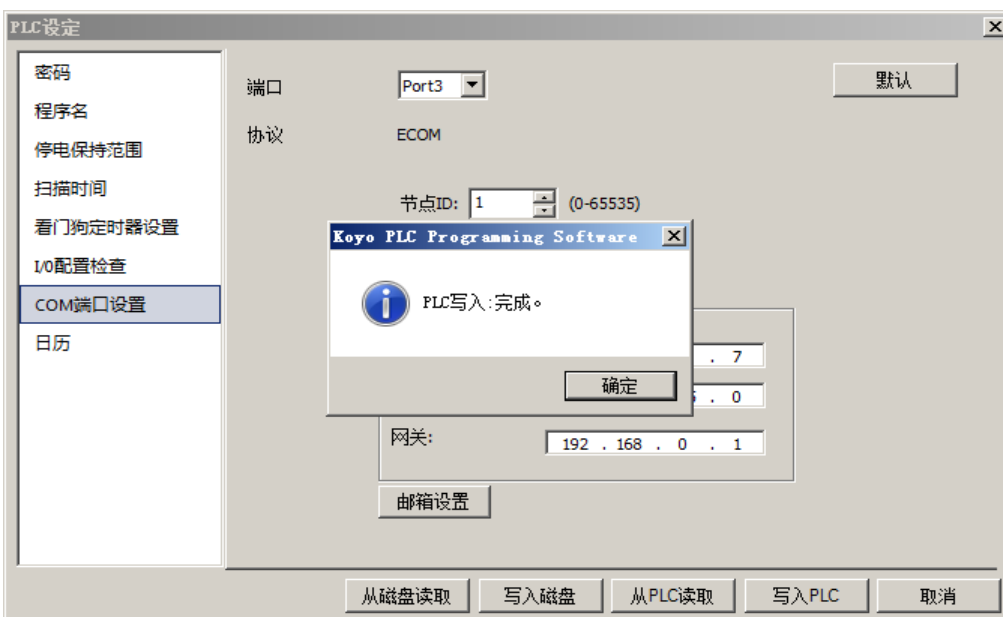 PLC设定
密码
程序名
停电保持范围
扫描时间
看门狗定时器设置
I/O配置检查
COM端口设置
日历
端口 Port3 默认
协议 ECOM
节点ID: 1 (0-65535)
Koyo PLC Programming Software
PLC写入:完成。
确定
. 7
. 0
网关: 192 . 168 . 0 . 1
邮箱设置
从磁盘读取 写入磁盘 从PLC读取 写入PLC 取消